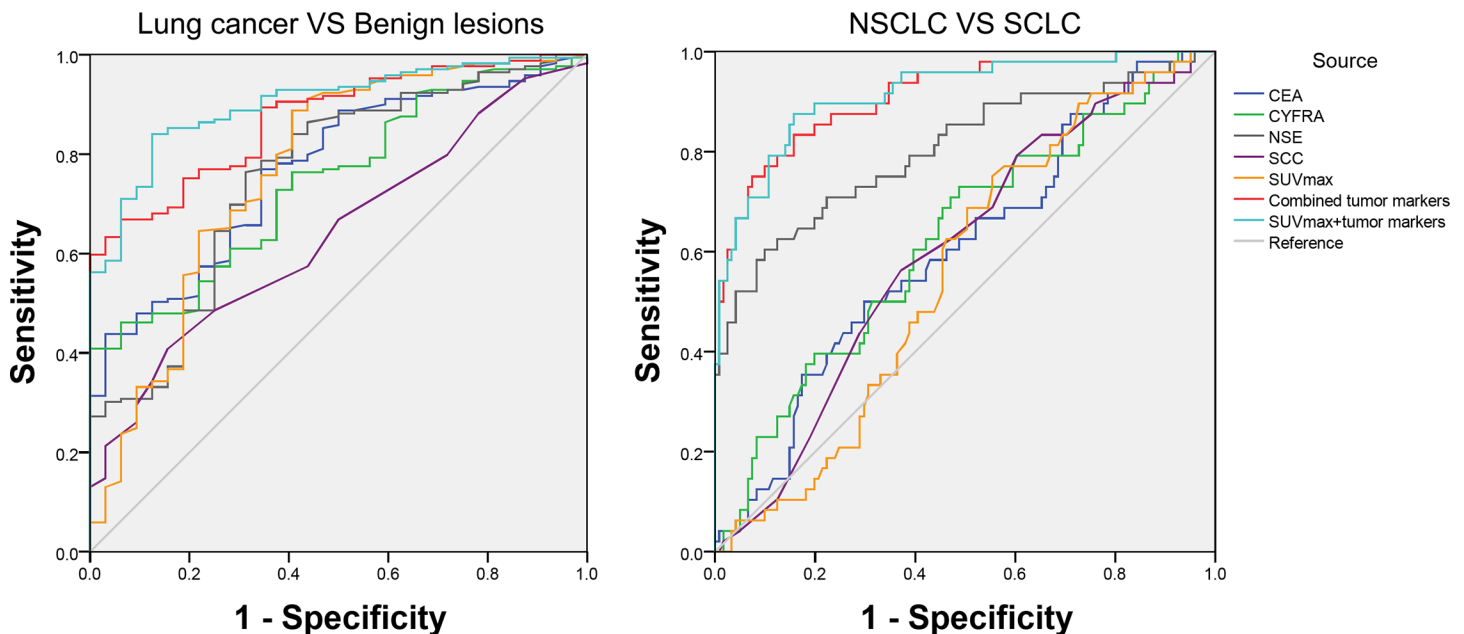 Lung cancer VS Benign lesions
Sensitivity
1.0
0.8
0.6
0.4
0.2
0.0
0.0 0.2 0.4 0.6 0.8 1.0
1 - Specificity
NSCLC VS SCLC
Sensitivity
1.0
0.8
0.6
0.4
0.2
0.0
0.0 0.2 0.4 0.6 0.8 1.0
1 - Specificity
Source
CEA
CYFRA
NSE
SCC
SUVmax
Combined tumor markers
SUVmax+tumor markers
Reference